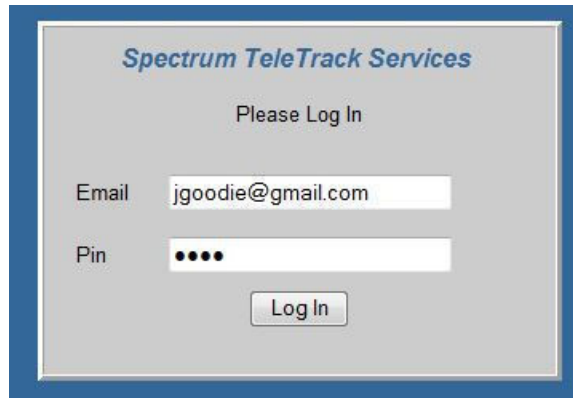 Spectrum TeleTrack Services
Please Log In
Email jgoodie@gmail.com
Pin ••••
Log In